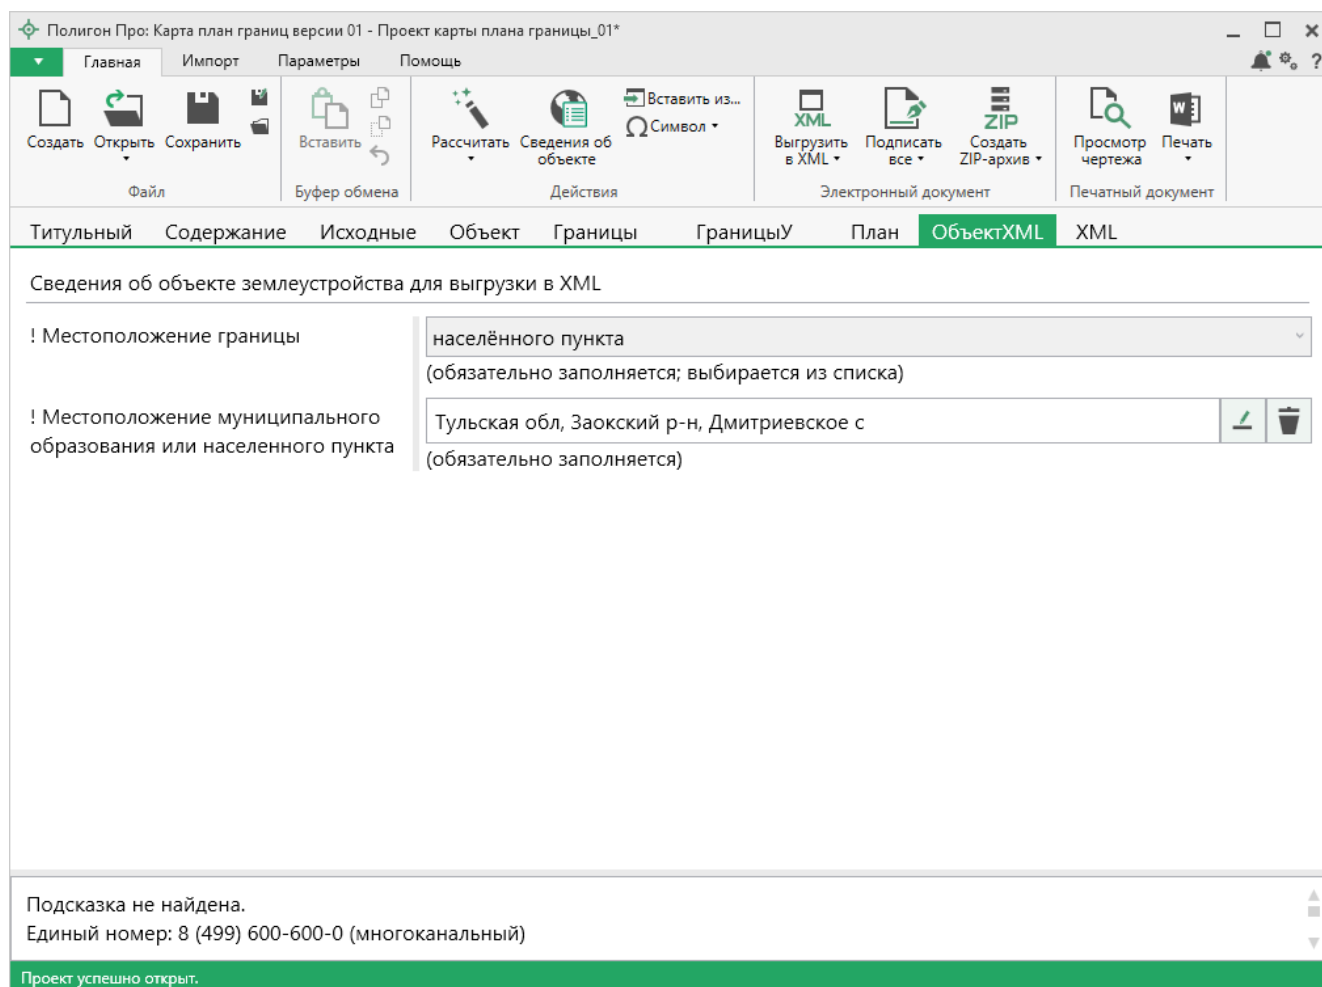 Полигон Про: Карта план границ версии 01 - Проект карты плана границы_01*
Главная Импорт Параметры Помощь
Создать Открыть Сохранить
Файл
Вставить
Буфер обмена
Рассчитать Сведения об объекте
Вставить из...
Символ
Действия
XML ZIP
Выгрузить в XML Подписать все Создать ZIP-архив
Электронный документ
W
Просмотр чертежа Печать
Печатный документ
Титульный Содержание Исходные Объект Границы ГраницыУ План ОбъектXML XML
Сведения об объекте землеустройства для выгрузки в XML
! Местоположение границы
населённого пункта
(обязательно заполняется; выбирается из списка)
! Местоположение муниципального
образования или населенного пункта
Тульская обл, Заокский р-н, Дмитриевское с
(обязательно заполняется)
Подсказка не найдена.
Единый номер: 8 (499) 600-600-0 (многоканальный)
Проект успешно открыт.